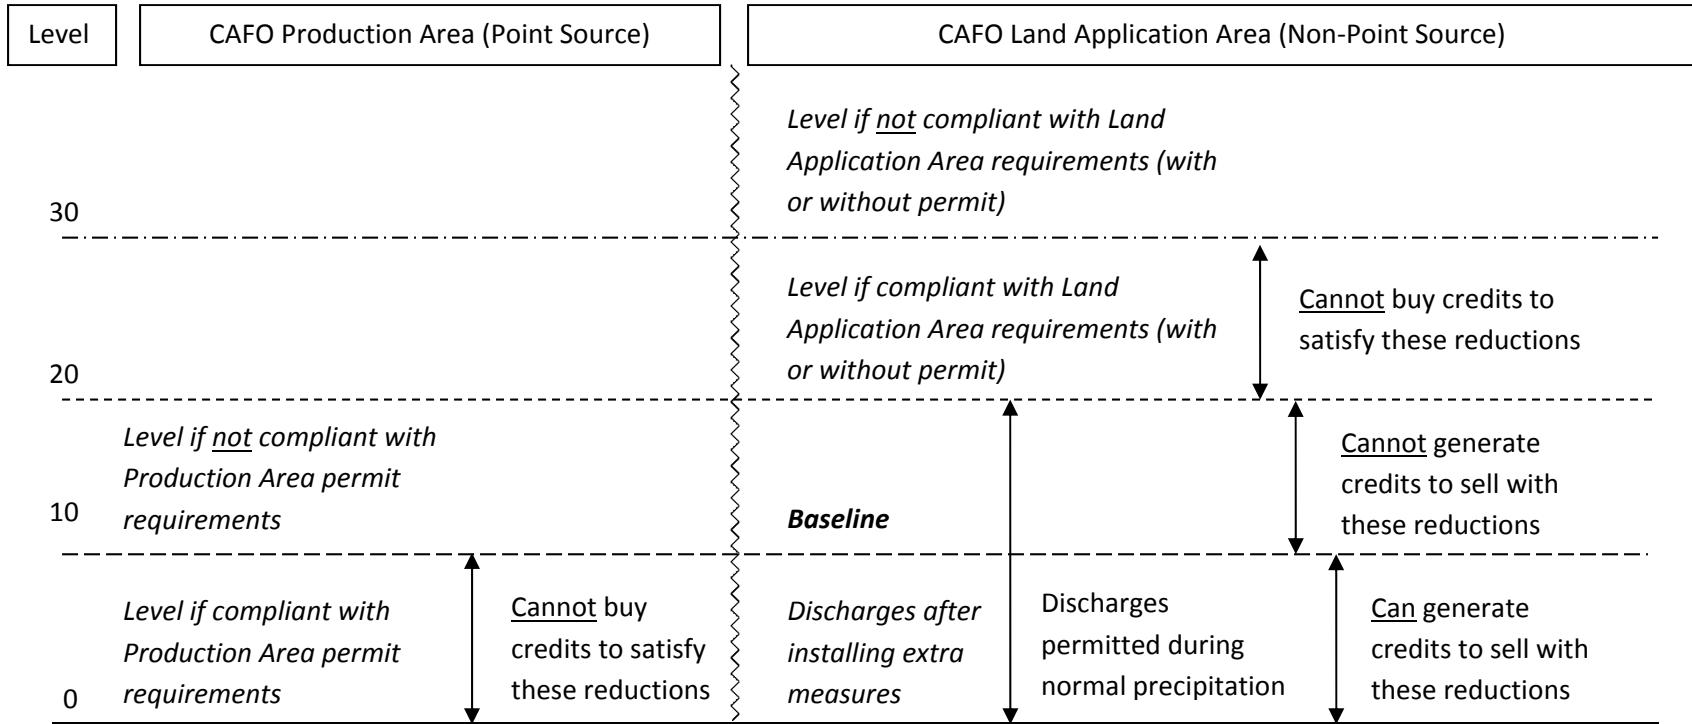 Level
CAFO Production Area (Point Source)
CAFO Land Application Area (Non-Point Source)
Level if not compliant with Land
Application Area requirements (with
or without permit)
30
Level if compliant with Land
Application Area requirements (with
or without permit)
Cannot buy credits to
satisfy these reductions
20
Level if not compliant with
Production Area permit
requirements
10
Baseline
Cannot generate
credits to sell with
these reductions
Level if compliant with
Production Area permit
requirements
0
Cannot buy
credits to satisfy
these reductions
Discharges after
installing extra
measures
Discharges
permitted during
normal precipitation
Can generate
credits to sell with
these reductions